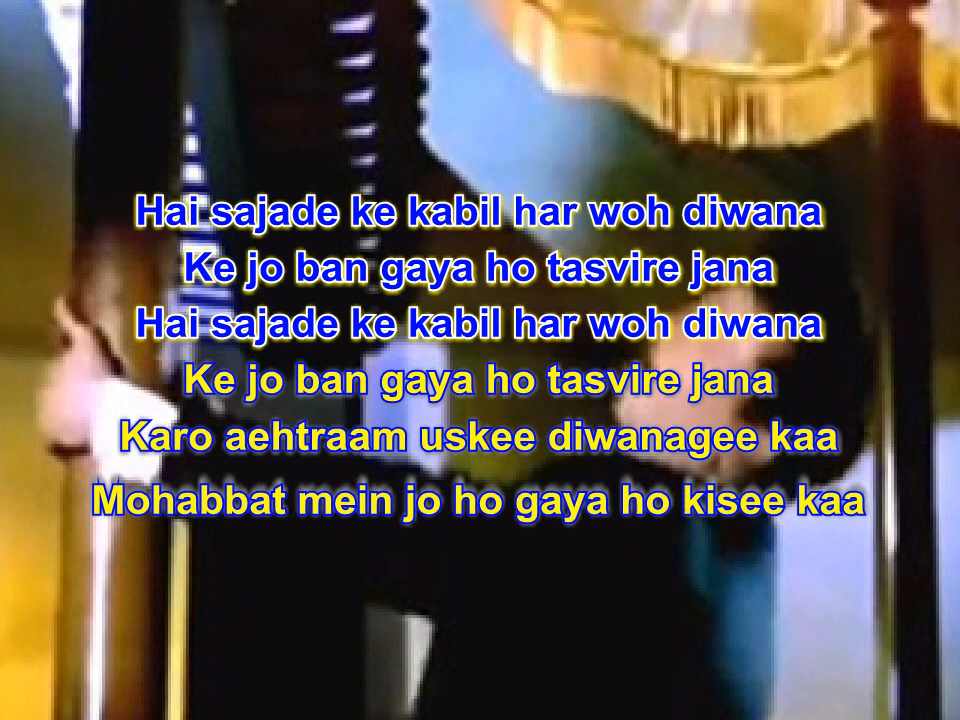 Hai sajade ke kabil har woh diwana
Ke jo ban gaya ho tasvire jana
Hai sajade ke kabil har woh diwana
Ke jo ban gaya ho tasvire jana
Karo aehtraam uskee diwanagee kaa
Mohabbat mein jo ho gaya ho kisee kaa